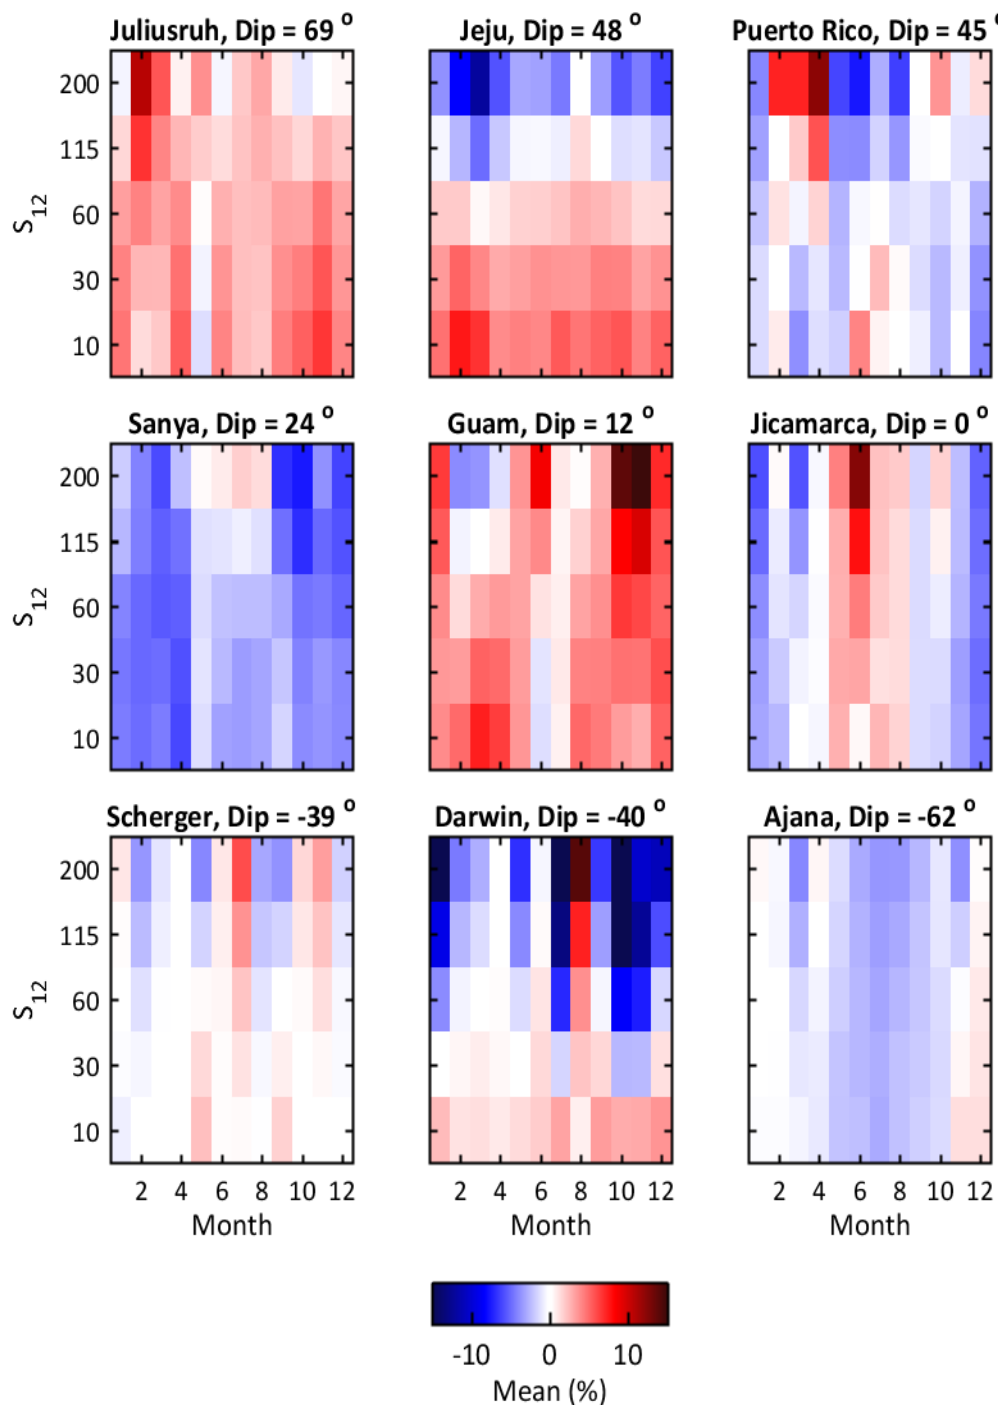 Juliusruh, Dip = 69 °
Jeju, Dip = 48 °
Puerto Rico, Dip = 45 °
S12
200
115
60
30
10
Sanya, Dip = 24 °
Guam, Dip = 12 °
Jicamarca, Dip = 0 °
S12
200
115
60
30
10
Scherger, Dip = -39 °
Darwin, Dip = -40 °
Ajana, Dip = -62 °
S12
200
115
60
30
10
2 4 6 8 10 12
2 4 6 8 10 12
2 4 6 8 10 12
Month
Month
Month
-10 0 10
Mean (%)